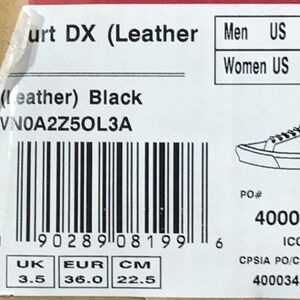 urt DX (Leather
Men US
Women US
(Leather) Black
VN0A2Z5OL3A
PO#
4000
ICO
CPSIA PO/C
400034
190289 08199 6
UK EUR CM
3.5 36.0 22.5